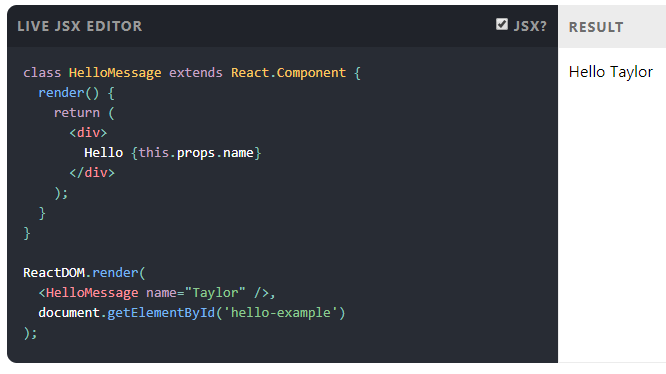 LIVE JSX EDITOR
JSX?
RESULT
class HelloMessage extends React.Component {
  render() {
    return (
      <div>
        Hello {this.props.name}
      </div>
    );
  }
}
ReactDOM.render(
  <HelloMessage name="Taylor" />,
  document.getElementById('hello-example')
);
Hello Taylor